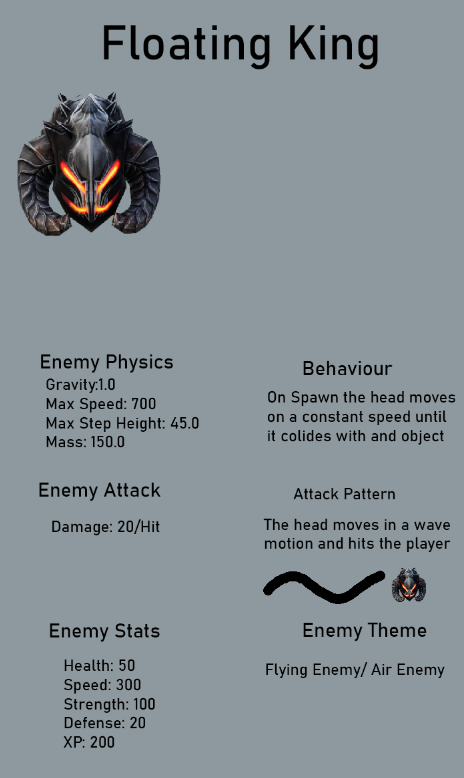 Floating King
Enemy Physics
Gravity:1.0
Max Speed: 700
Max Step Height: 45.0
Mass: 150.0
Behaviour
On Spawn the head moves
on a constant speed until
it colides with and object
Enemy Attack
Damage: 20/Hit
Attack Pattern
The head moves in a wave
motion and hits the player
Enemy Stats
Health: 50
Speed: 300
Strength: 100
Defense: 20
XP: 200
Enemy Theme
Flying Enemy/ Air Enemy